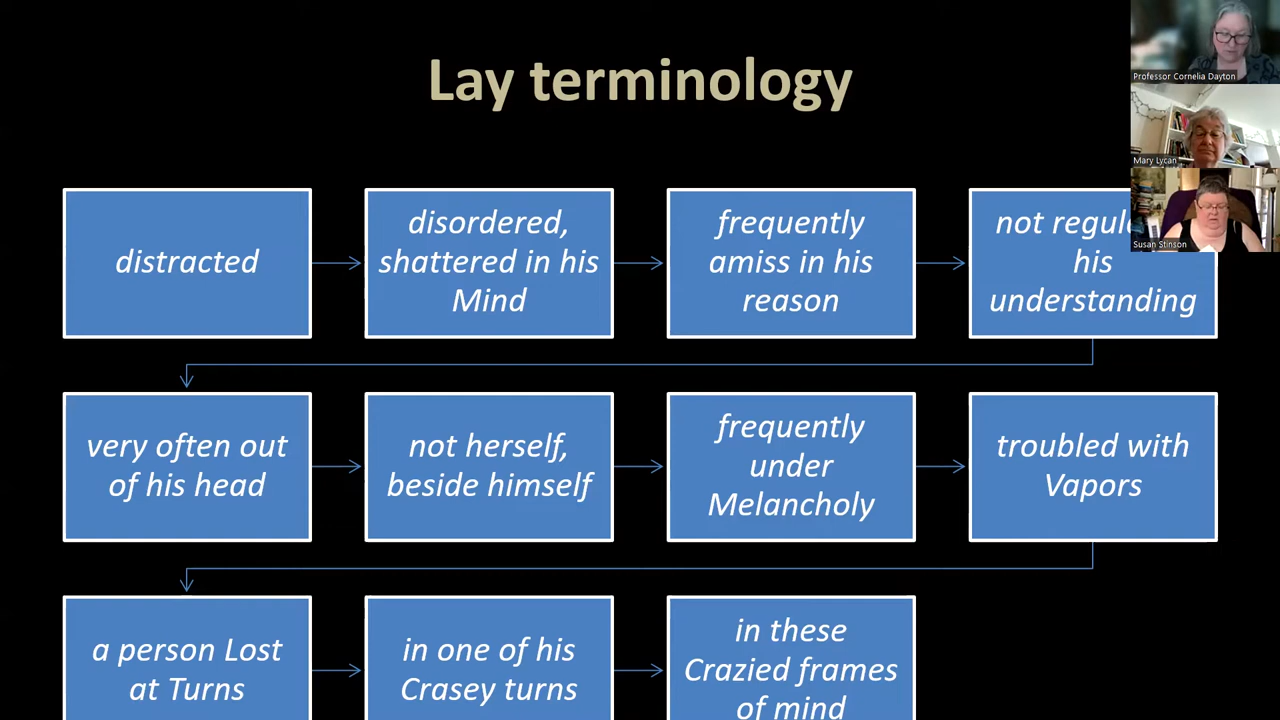 Lay terminology
Professor Cornelia Dayton
Mary Lycan
Susan Stinson
distracted
disordered,
shattered in his
Mind
frequently
amiss in his
reason
not
his
understanding
very often out
of his head
not herself,
beside himself
frequently
under
Melancholy
troubled with
Vapors
a person Lost
at Turns
in one of his
Crasey turns
in these
Crazied frames
of mind